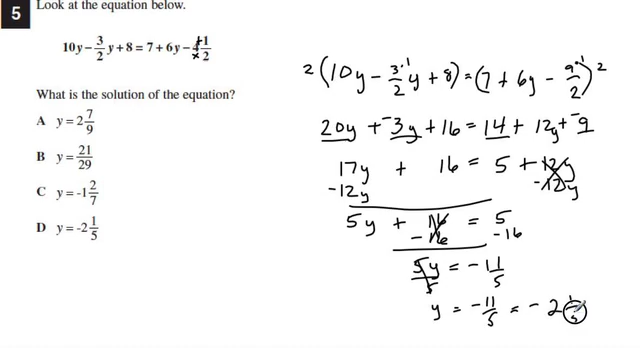 5
Look at the equation below.
10y - 3/2 y + 8 = 7 + 6y - 4 1/2
What is the solution of the equation?
A y = 2 7/9
B y = 21/29
C y = -1 2/7
D y = -2 1/5
2(10y - 3/2 y + 8) = (7 + 6y - 9/2) 2
20y + -3y + 16 = 14 + 12y + -9
17y + 16 = 5 + 12y
-12y -12y
5y + 16 = 5
- 16 -16
5y = -11
5 5
y = -11/5 = -2 1/5